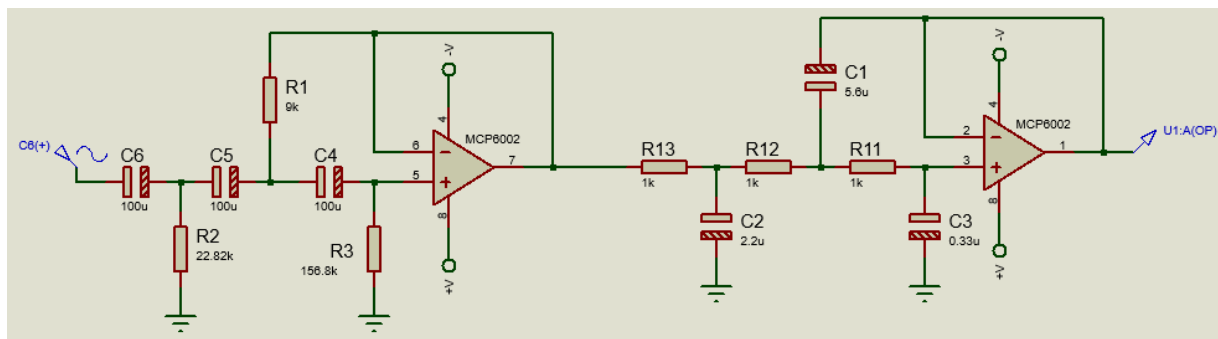 C6(+)
C6
100u
R2
22.82k
C5
100u
R1
9k
C4
100u
R3
156.8k
-V
4
MCP6002
6
5
7
8
+V
R13
1k
C2
2.2u
R12
1k
C1
5.6u
R11
1k
C3
0.33u
-V
4
MCP6002
2
3
1
8
+V
U1:A(OP)